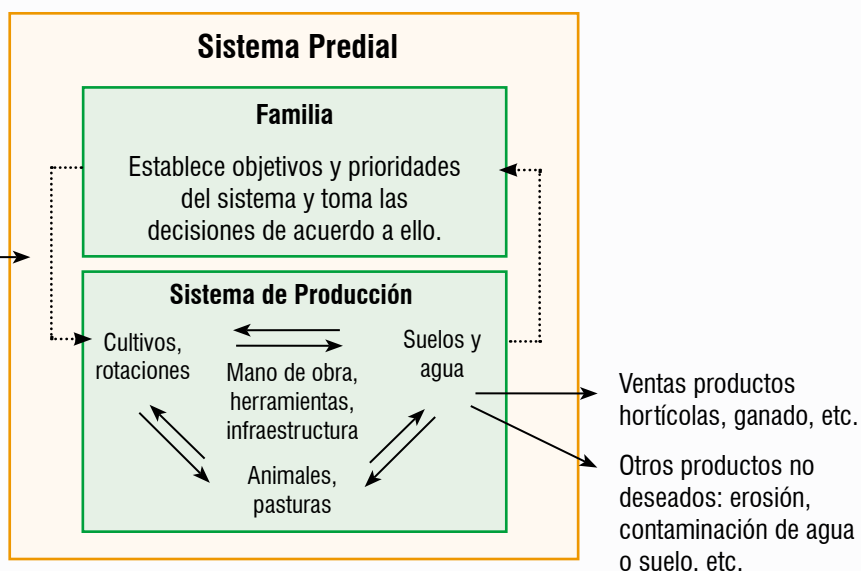 Sistema Predial
Familia
Establece objetivos y prioridades
del sistema y toma las
decisiones de acuerdo a ello.
Sistema de Producción
Cultivos,
rotaciones
Mano de obra,
herramientas,
infraestructura
Suelos y
agua
Animales,
pasturas
Ventas productos
hortícolas, ganado, etc.
Otros productos no
deseados: erosión,
contaminación de agua
o suelo, etc.